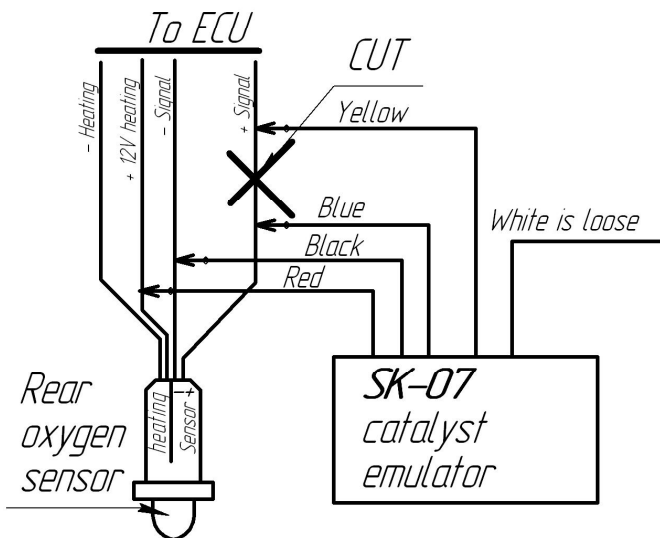 To ECU
CUT
- Heating
+ 12V heating
- Signal
+ Signal
Yellow
Blue
White is loose
Black
Red
SK-07
catalyst
emulator
Rear
oxygen
sensor
heating
- +
Sensor